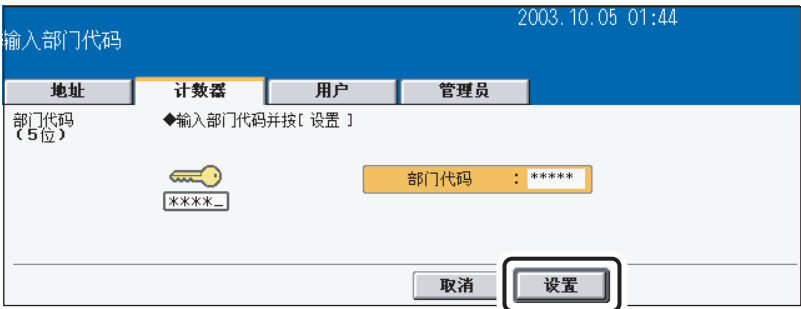 2003.10.05 01:44
输入部门代码
地址 计数器 用户 管理员
部门代码 ◆输入部门代码并按[ 设置 ]
(5位)
部门代码 : *****
****_
取消 设置